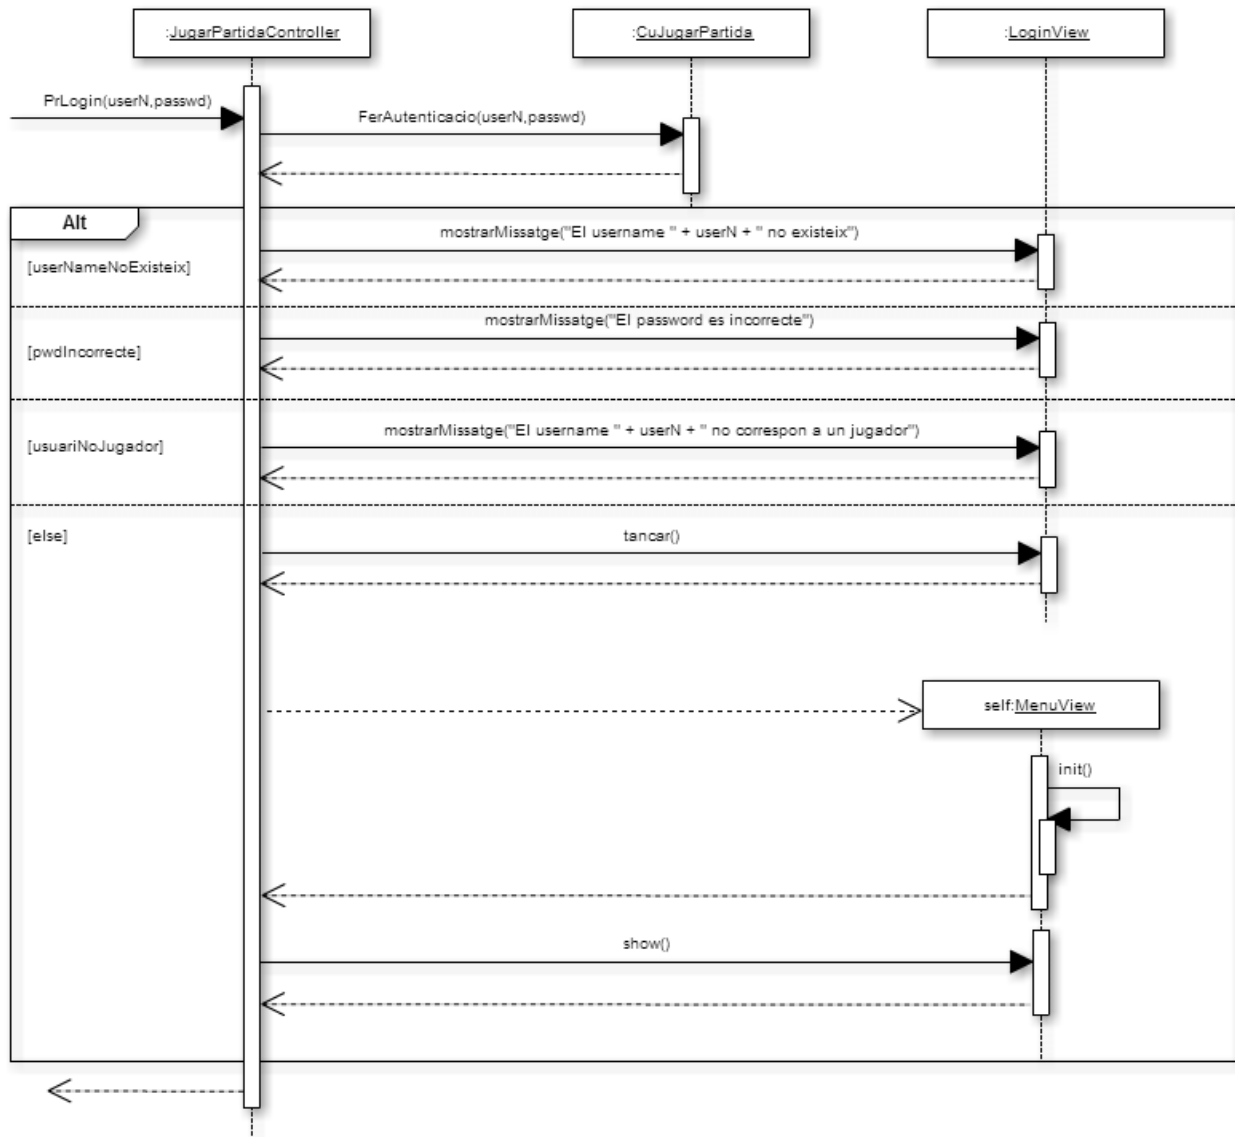 :JugarPartidaController
:CuJugarPartida
:LoginView
PrLogin(userN,passwd)
FerAutenticacio(userN,passwd)
Alt
mostrarMissatge("El username " + userN + " no existeix")
[userNameNoExisteix]
mostrarMissatge("El password es incorrecte")
[pwdIncorrecte]
mostrarMissatge("El username " + userN + " no correspon a un jugador")
[usuariNoJugador]
[else]
tancar()
self:MenuView
init()
show()